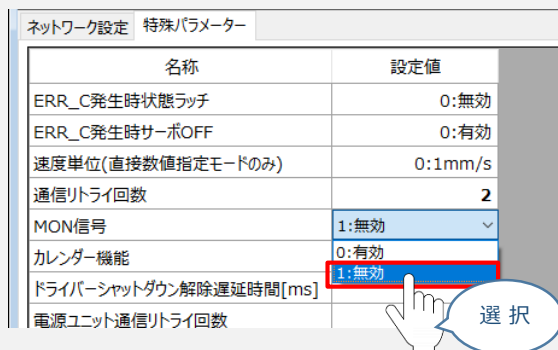 ネットワーク設定 特殊パラメーター
名称 設定値
ERR_C発生時状態ラッチ 0:無効
ERR_C発生時サーボOFF 0:有効
速度単位(直接数値指定モードのみ) 0:1mm/s
通信リトライ回数 2
MON信号 1:無効
カレンダー機能 0:有効
1:無効
ドライバーシャットダウン解除遅延時間[ms]
電源ユニット通信リトライ回数
選択